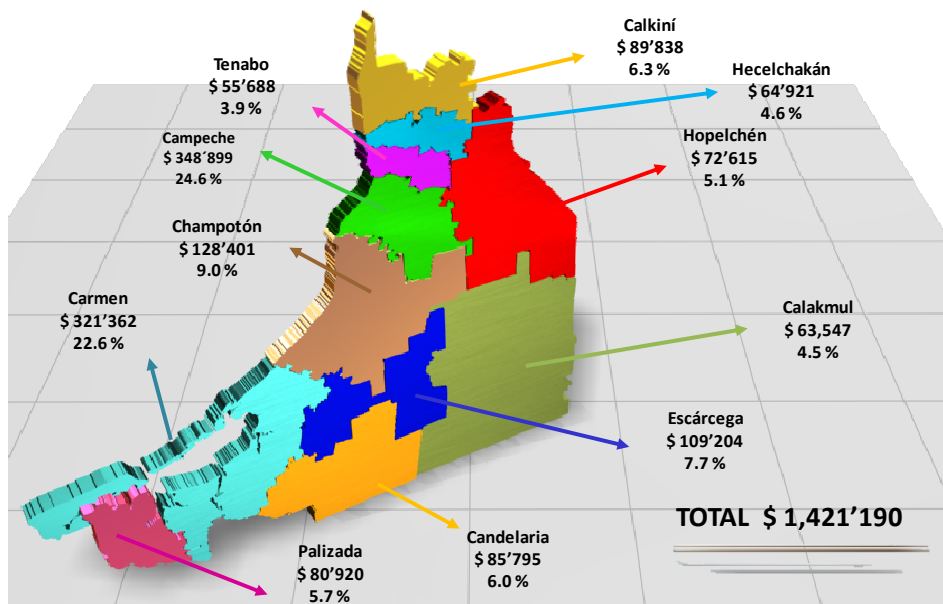 Calkiní
$ 89’838
6.3 %
Tenabo
$ 55’688
3.9 %
Hecelchakán
$ 64’921
4.6 %
Campeche
$ 348´899
24.6 %
Hopelchén
$ 72’615
5.1 %
Champotón
$ 128’401
9.0 %
Carmen
$ 321’362
22.6 %
Calakmul
$ 63,547
4.5 %
Escárcega
$ 109’204
7.7 %
TOTAL $ 1,421’190
Candelaria
$ 85’795
6.0 %
Palizada
$ 80’920
5.7 %